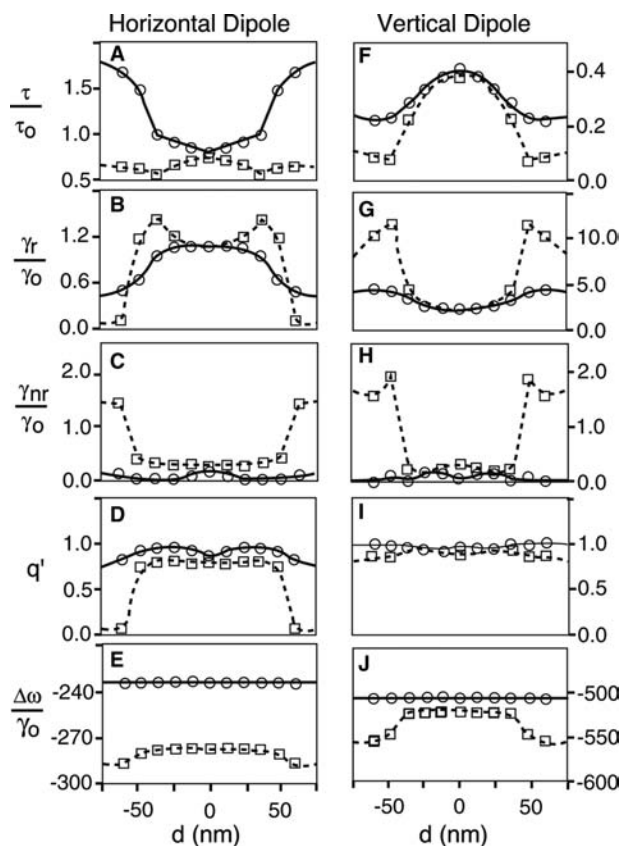 Horizontal Dipole Vertical Dipole
A F
τ/τo
1.5
1.0
0.5
0.4
0.2
0.0
B G
γr/γo
1.2
0.6
0.0
10.0
5.0
0.0
C H
γnr/γo
2.0
1.0
0.0
2.0
1.0
0.0
D I
q'
1.0
0.5
0.0
1.0
0.5
0.0
E J
Δω/γo
-240
-270
-300
-500
-550
-600
-50 0 50 -50 0 50
d (nm) d (nm)